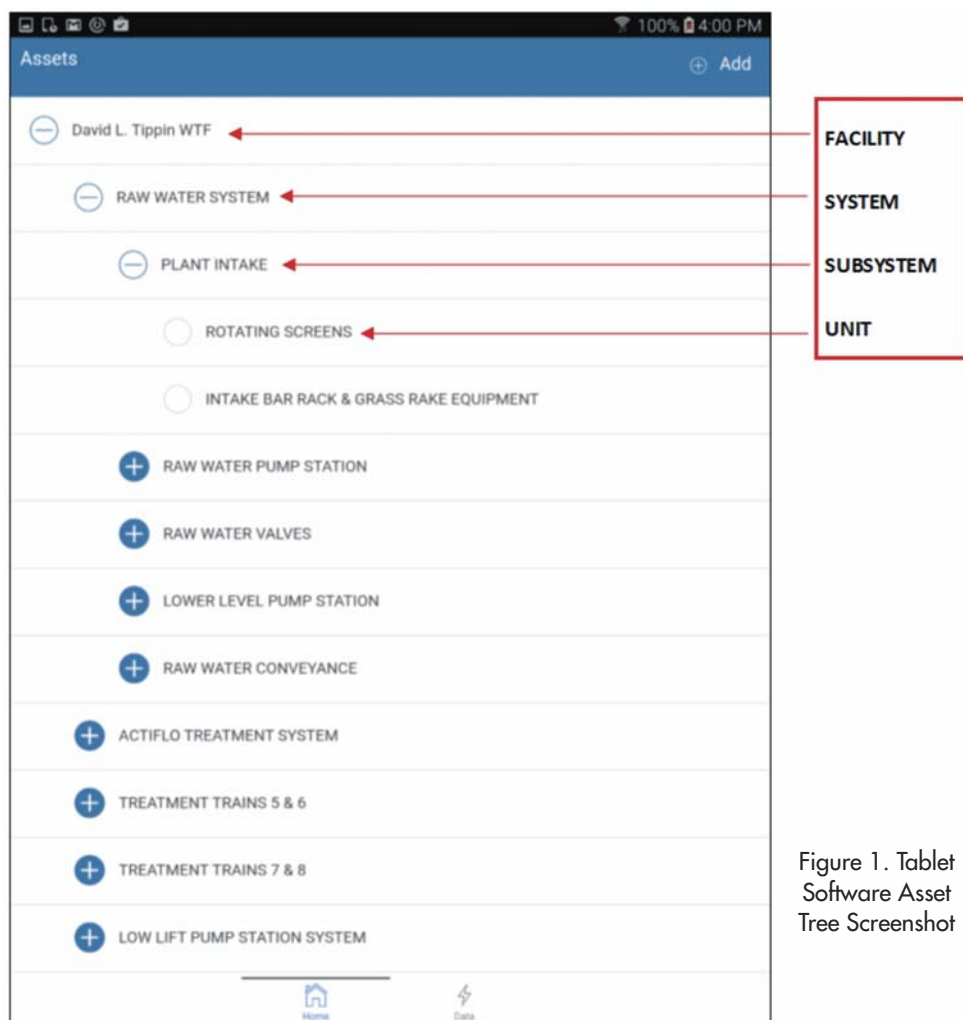 100% 4:00 PM
Assets
Add
David L. Tippin WTF
FACILITY
RAW WATER SYSTEM
SYSTEM
PLANT INTAKE
SUBSYSTEM
ROTATING SCREENS
UNIT
INTAKE BAR RACK & GRASS RAKE EQUIPMENT
RAW WATER PUMP STATION
RAW WATER VALVES
LOWER LEVEL PUMP STATION
RAW WATER CONVEYANCE
ACTIFLO TREATMENT SYSTEM
TREATMENT TRAINS 5 & 6
TREATMENT TRAINS 7 & 8
LOW LIFT PUMP STATION SYSTEM
Home
Data
Figure 1. Tablet
Software Asset
Tree Screenshot